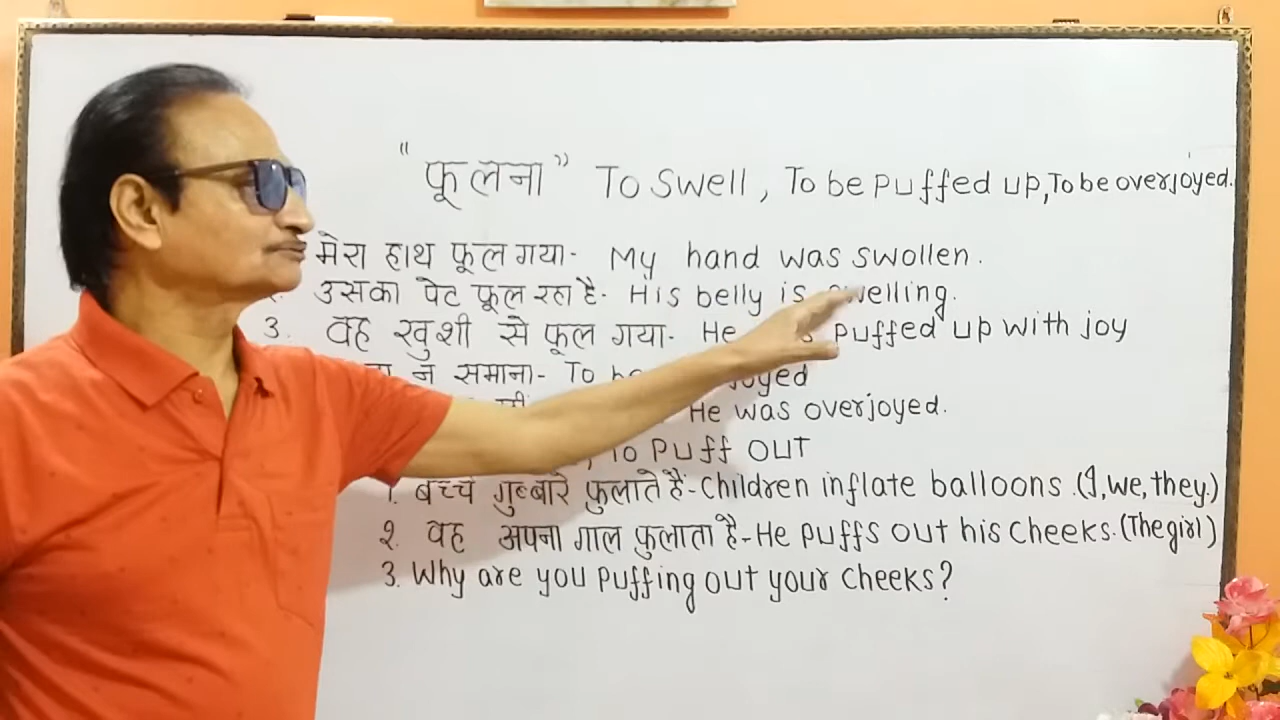 "फूलना" To Swell, To be puffed up, To be overjoyed.
मेरा हाथ फूल गया- My hand was swollen.
उसका पेट फूल रहा है- His belly is swelling.
3. वह खुशी से फूल गया- He puffed up with joy
न समाना- To be
He was overjoyed.
To Puff out
1. बच्चे गुब्बारे फुलाते हैं-Children inflate balloons.(I,we,they.)
२. वह अपना गाल फुलाता है-He puffs out his cheeks.(The girl)
3. Why are you puffing out your cheeks?